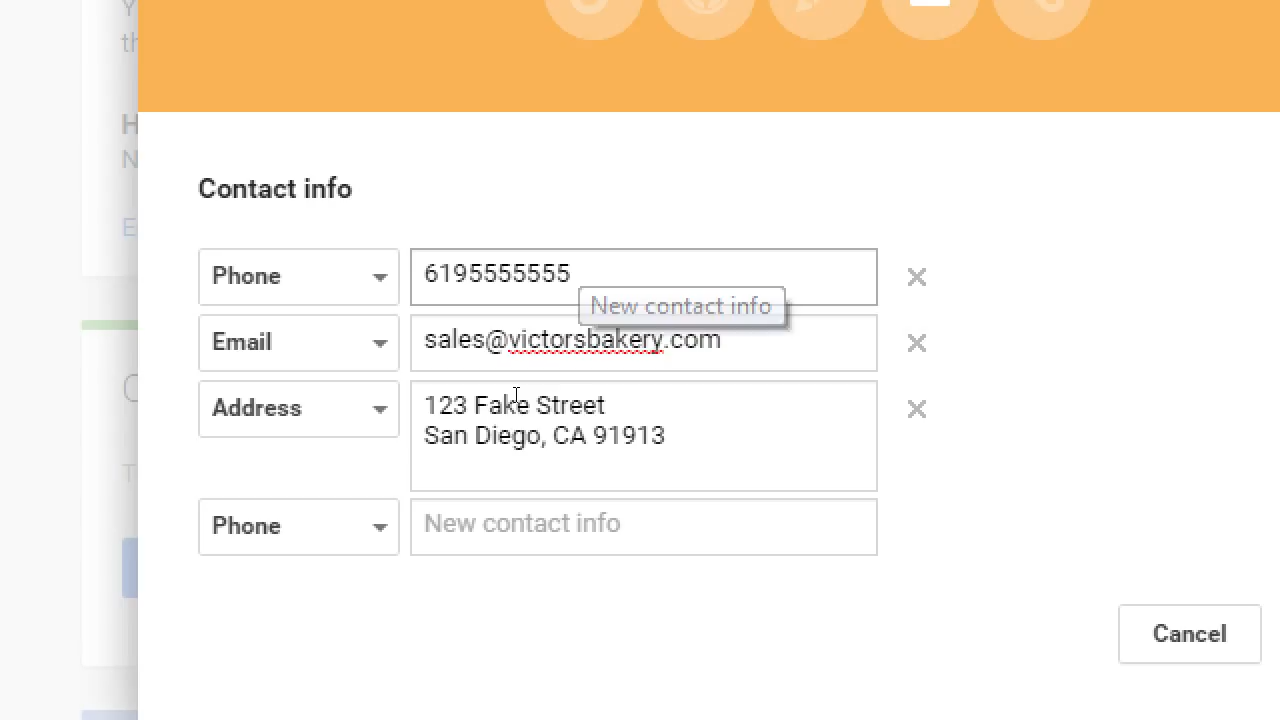 Contact info
Phone 6195555555
New contact info
Email sales@victorsbakery.com
Address 123 Fake Street
San Diego, CA 91913
Phone New contact info
Cancel